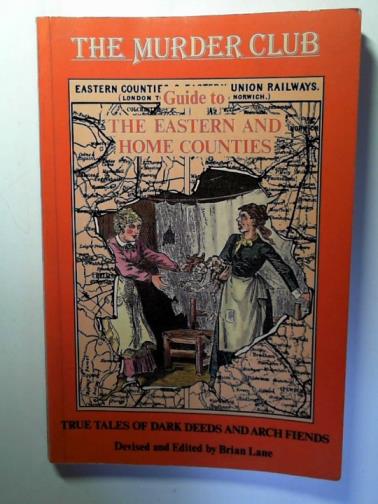 THE MURDER CLUB
EASTERN COUNTIES & EASTERN UNION RAILWAYS.
(LONDON NORWICH.)
Guide to
THE EASTERN AND
HOME COUNTIES
TRUE TALES OF DARK DEEDS AND ARCH FIENDS
Devised and Edited by Brian Lane